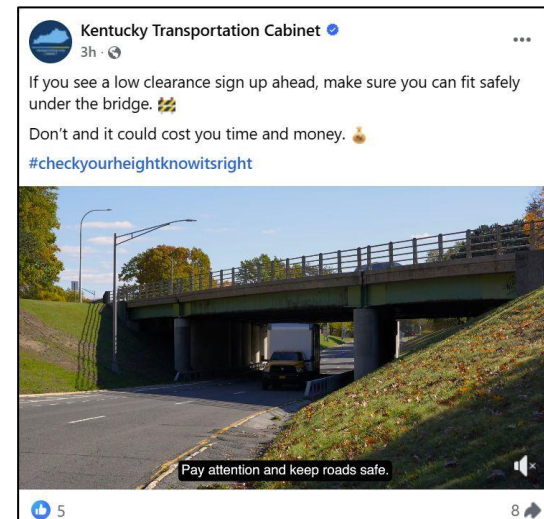 Kentucky Transportation Cabinet
3h ·
If you see a low clearance sign up ahead, make sure you can fit safely
under the bridge. 🚧
Don't and it could cost you time and money. 💰
#checkyourheightknowitsright
Pay attention and keep roads safe.
5
8